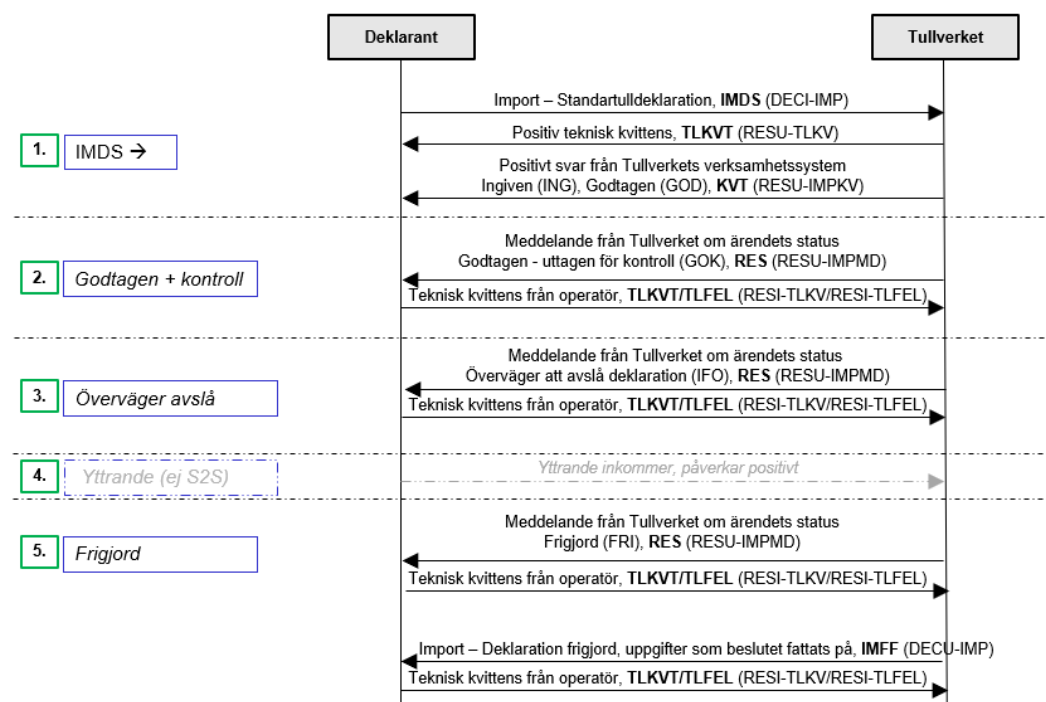 Deklarant
Tullverket
Import – Standartulldeklaration, IMDS (DECI-IMP)
Positiv teknisk kvittens, TLKVT (RESU-TLKV)
1.
IMDS →
Positivt svar från Tullverkets verksamhetssystem
Ingiven (ING), Godtagen (GOD), KVT (RESU-IMPKV)
Meddelande från Tullverket om ärendets status
2.
Godtagen + kontroll
Godtagen - uttagen för kontroll (GOK), RES (RESU-IMPMD)
Teknisk kvittens från operatör, TLKVT/TLFEL (RESI-TLKV/RESI-TLFEL)
Meddelande från Tullverket om ärendets status
Överväger att avslå deklaration (IFO), RES (RESU-IMPMD)
3.
Överväger avslå
Teknisk kvittens från operatör, TLKVT/TLFEL (RESI-TLKV/RESI-TLFEL)
4.
Yttrande (ej S2S)
Yttrande inkommer, påverkar positivt
Meddelande från Tullverket om ärendets status
Frigjord (FRI), RES (RESU-IMPMD)
5.
Frigjord
Teknisk kvittens från operatör, TLKVT/TLFEL (RESI-TLKV/RESI-TLFEL)
Import – Deklaration frigjord, uppgifter som beslutet fattats på, IMFF (DECU-IMP)
Teknisk kvittens från operatör, TLKVT/TLFEL (RESI-TLKV/RESI-TLFEL)